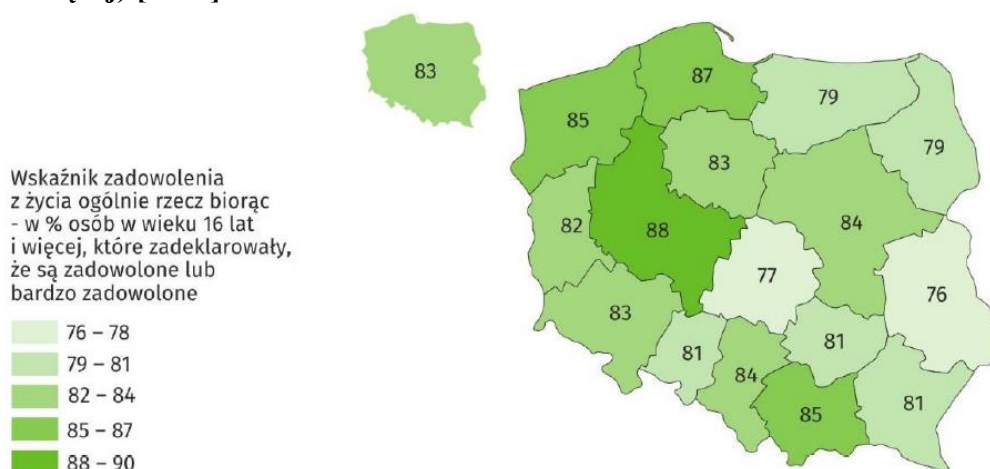 83
87
79
85
79
83
82
88
84
77
76
83
81
81
84
85
81
Wskaźnik zadowolenia
z życia ogólnie rzecz biorąc
- w % osób w wieku 16 lat
i więcej, które zadeklarowały,
że są zadowolone lub
bardzo zadowolone
76 – 78
79 – 81
82 – 84
85 – 87
88 – 90